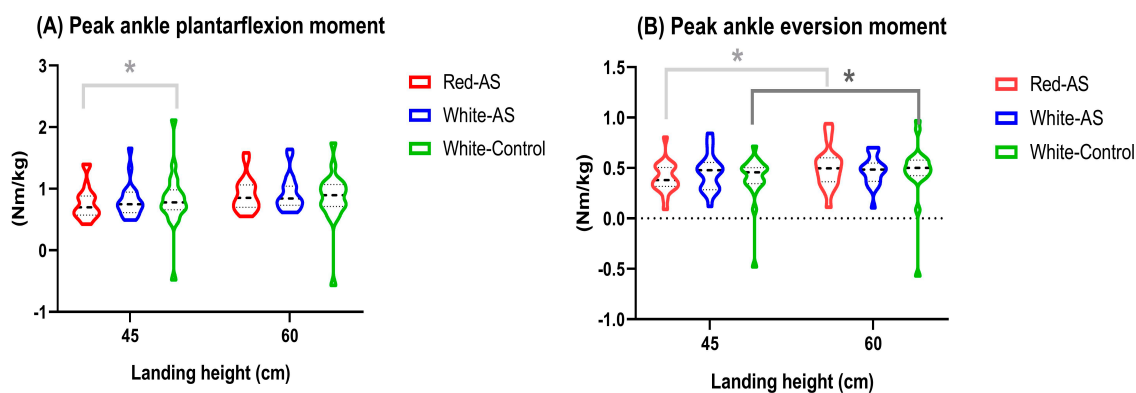 (A) Peak ankle plantarflexion moment
3
2
1
0
-1
(Nm/kg)
*
45
60
Landing height (cm)
Red-AS
White-AS
White-Control
(B) Peak ankle eversion moment
1.5
1.0
0.5
0.0
-0.5
-1.0
(Nm/kg)
*
*
45
60
Landing height (cm)
Red-AS
White-AS
White-Control